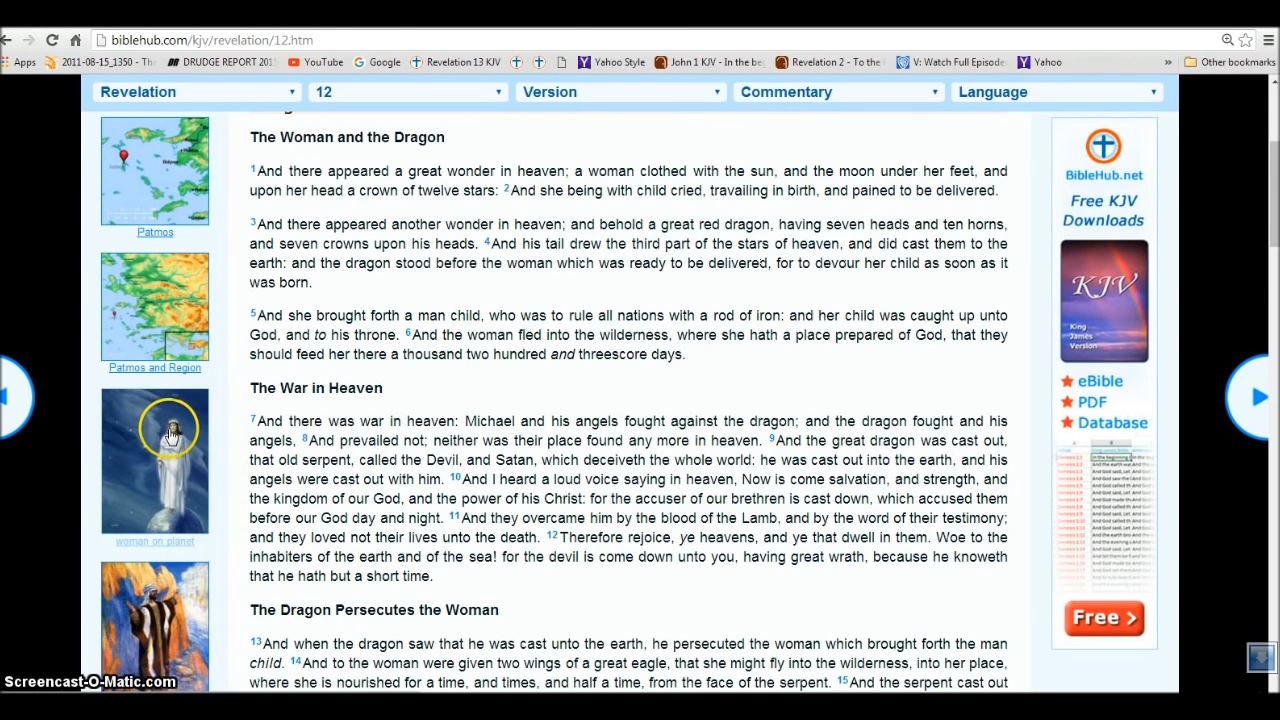 biblehub.com/kjv/revelation/12.htm
Apps 2011-08-15_1350 - The DRUDGE REPORT 201 YouTube Google Revelation 13 KJV Yahoo Style John 1 KJV - In the be Revelation 2 - To the V: Watch Full Episode Yahoo » Other bookmarks
Revelation 12 Version Commentary Language
The Woman and the Dragon
1And there appeared a great wonder in heaven; a woman clothed with the sun, and the moon under her feet, and
upon her head a crown of twelve stars: 2And she being with child cried, travailing in birth, and pained to be delivered.
3And there appeared another wonder in heaven; and behold a great red dragon, having seven heads and ten horns,
and seven crowns upon his heads. 4And his tail drew the third part of the stars of heaven, and did cast them to the
earth: and the dragon stood before the woman which was ready to be delivered, for to devour her child as soon as it
was born.
5And she brought forth a man child, who was to rule all nations with a rod of iron: and her child was caught up unto
God, and to his throne. 6And the woman fled into the wilderness, where she hath a place prepared of God, that they
should feed her there a thousand two hundred and threescore days.
The War in Heaven
7And there was war in heaven: Michael and his angels fought against the dragon; and the dragon fought and his
angels, 8And prevailed not; neither was their place found any more in heaven. 9And the great dragon was cast out,
that old serpent, called the Devil, and Satan, which deceiveth the whole world: he was cast out into the earth, and his
angels were cast out with him. 10And I heard a loud voice saying in heaven, Now is come salvation, and strength, and
the kingdom of our God, and the power of his Christ: for the accuser of our brethren is cast down, which accused them
before our God day and night. 11And they overcame him by the blood of the Lamb, and by the word of their testimony;
and they loved not their lives unto the death. 12Therefore rejoice, ye heavens, and ye that dwell in them. Woe to the
inhabiters of the earth and of the sea! for the devil is come down unto you, having great wrath, because he knoweth
that he hath but a short time.
The Dragon Persecutes the Woman
13And when the dragon saw that he was cast unto the earth, he persecuted the woman which brought forth the man
child. 14And to the woman were given two wings of a great eagle, that she might fly into the wilderness, into her place,
where she is nourished for a time, and times, and half a time, from the face of the serpent. 15And the serpent cast out
Patmos
Patmos and Region
woman on planet
BibleHub.net
Free KJV
Downloads
KJV
King
James
Version
eBible
PDF
Database
Free >
Screencast-O-Matic.com